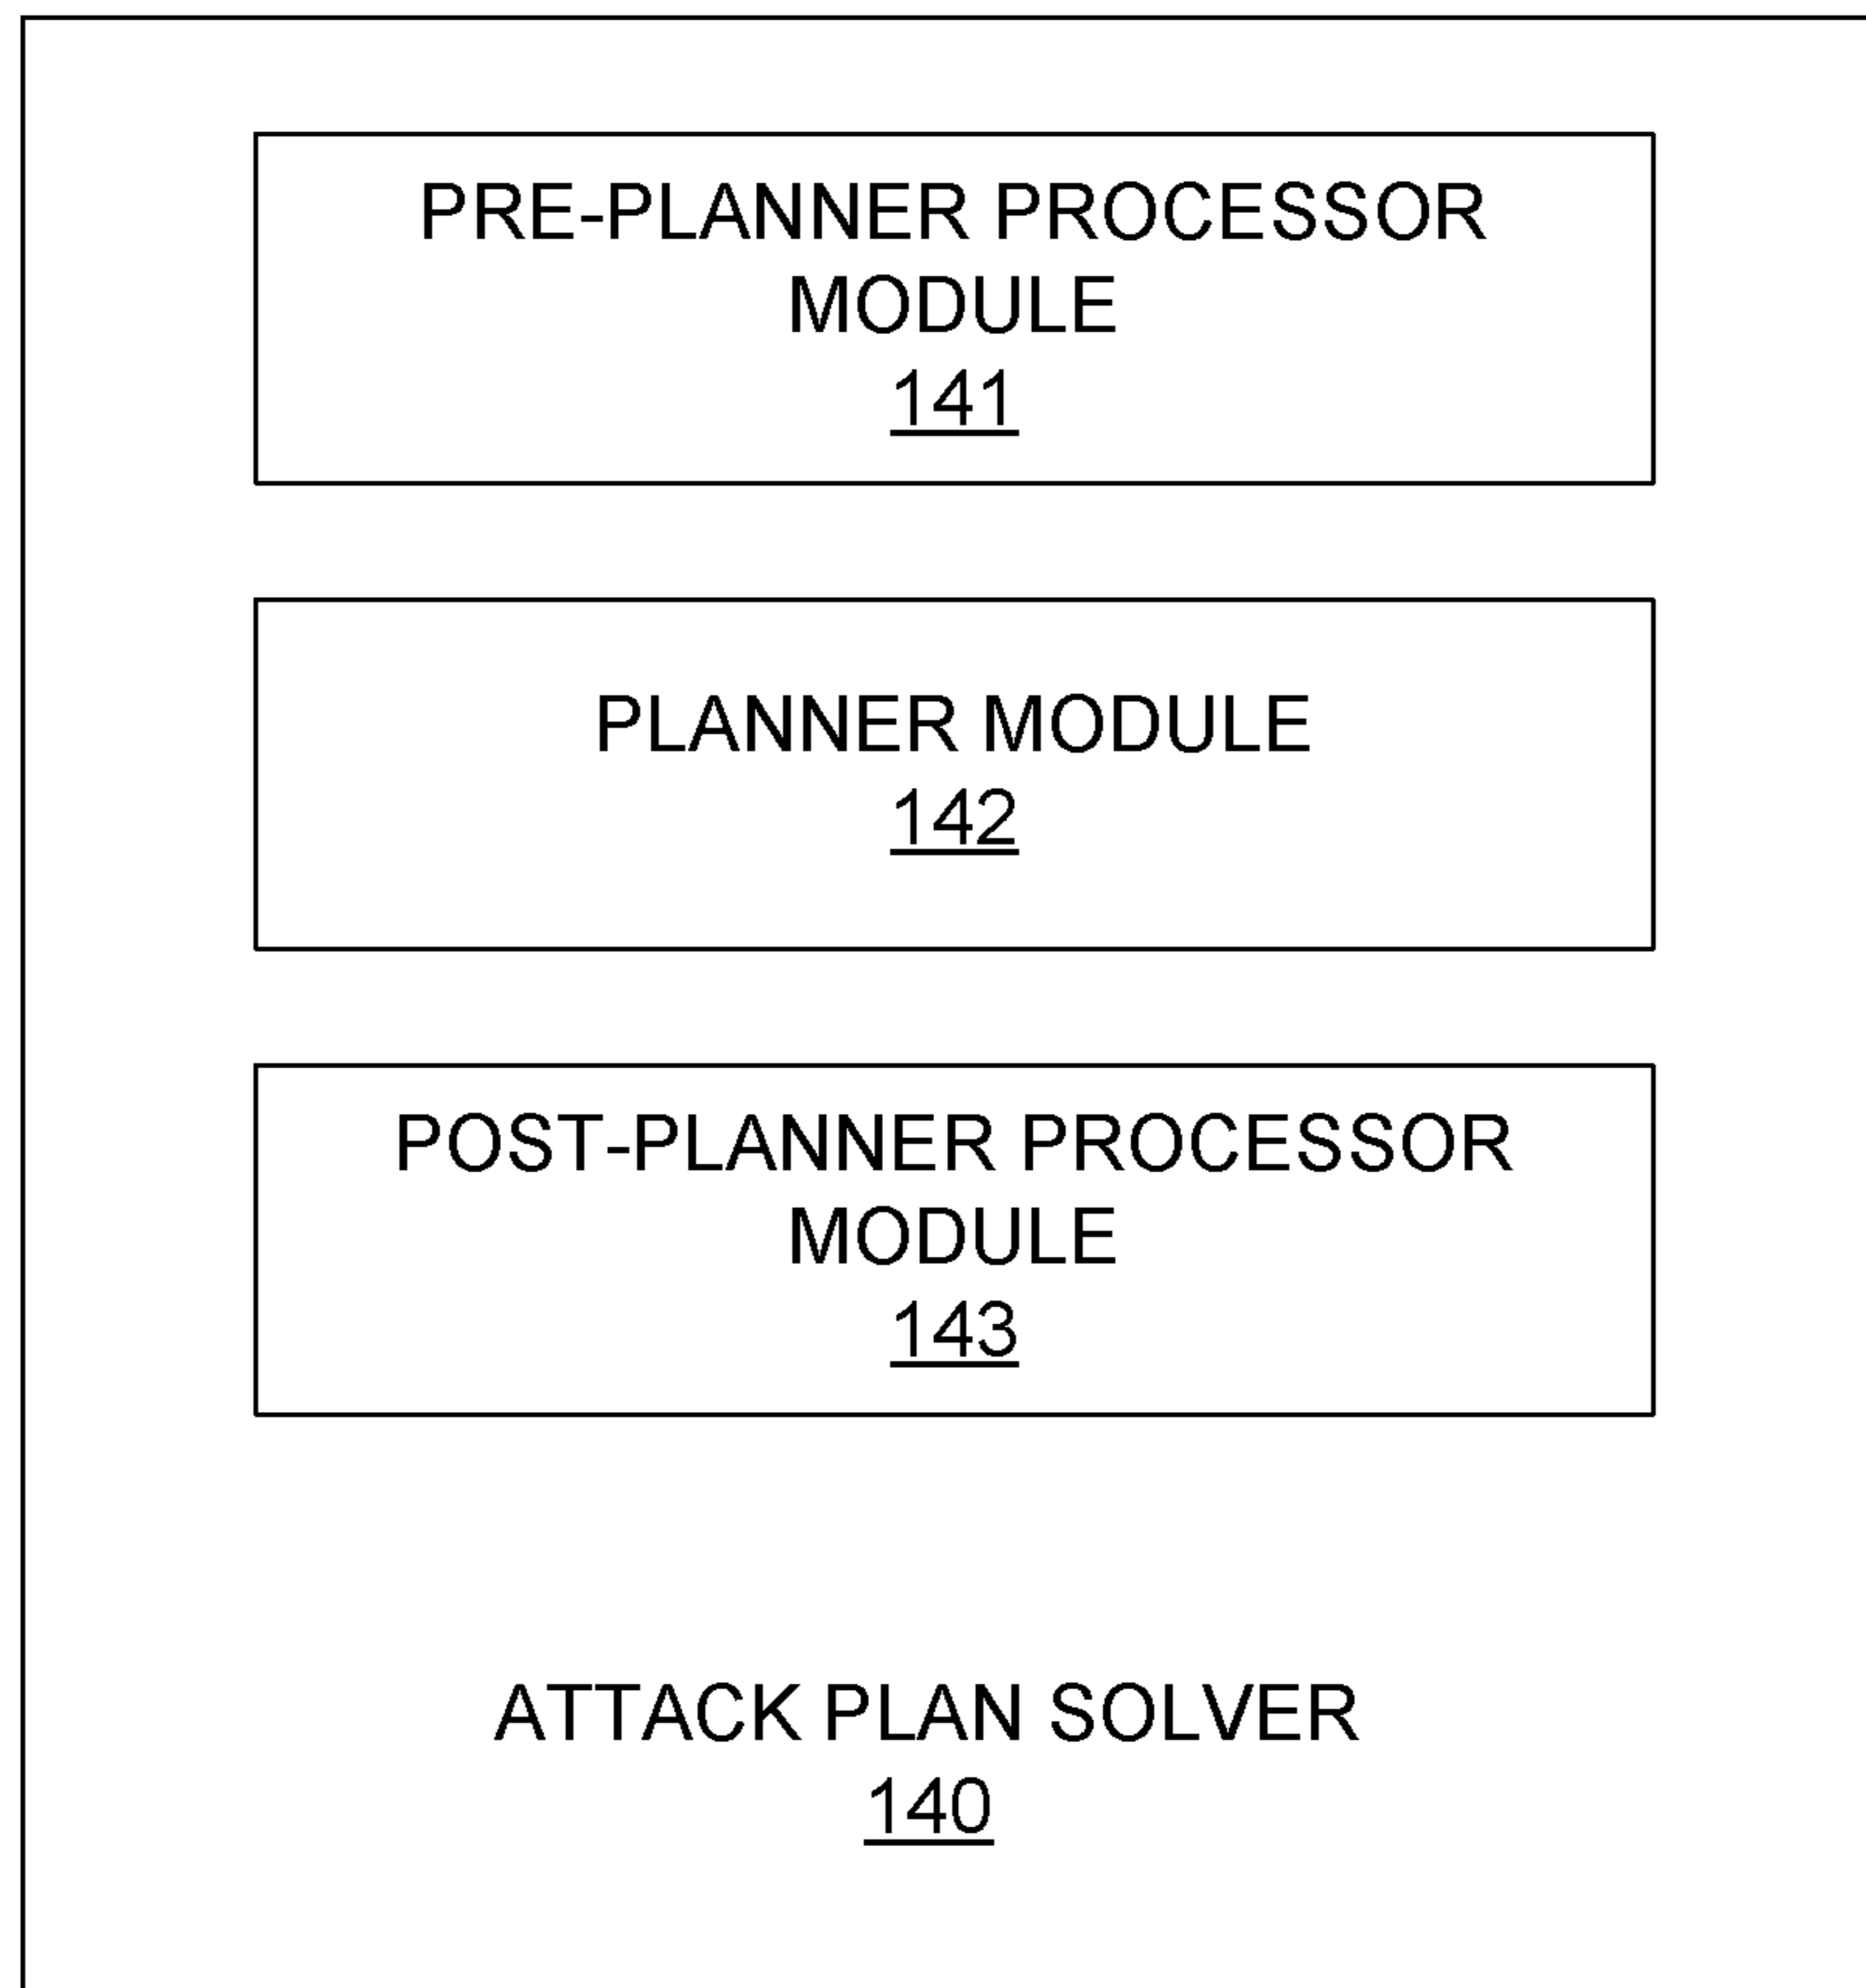 PRE-PLANNER PROCESSOR
MODULE
141
PLANNER MODULE
142
POST-PLANNER PROCESSOR
MODULE
143
ATTACK PLAN SOLVER
140